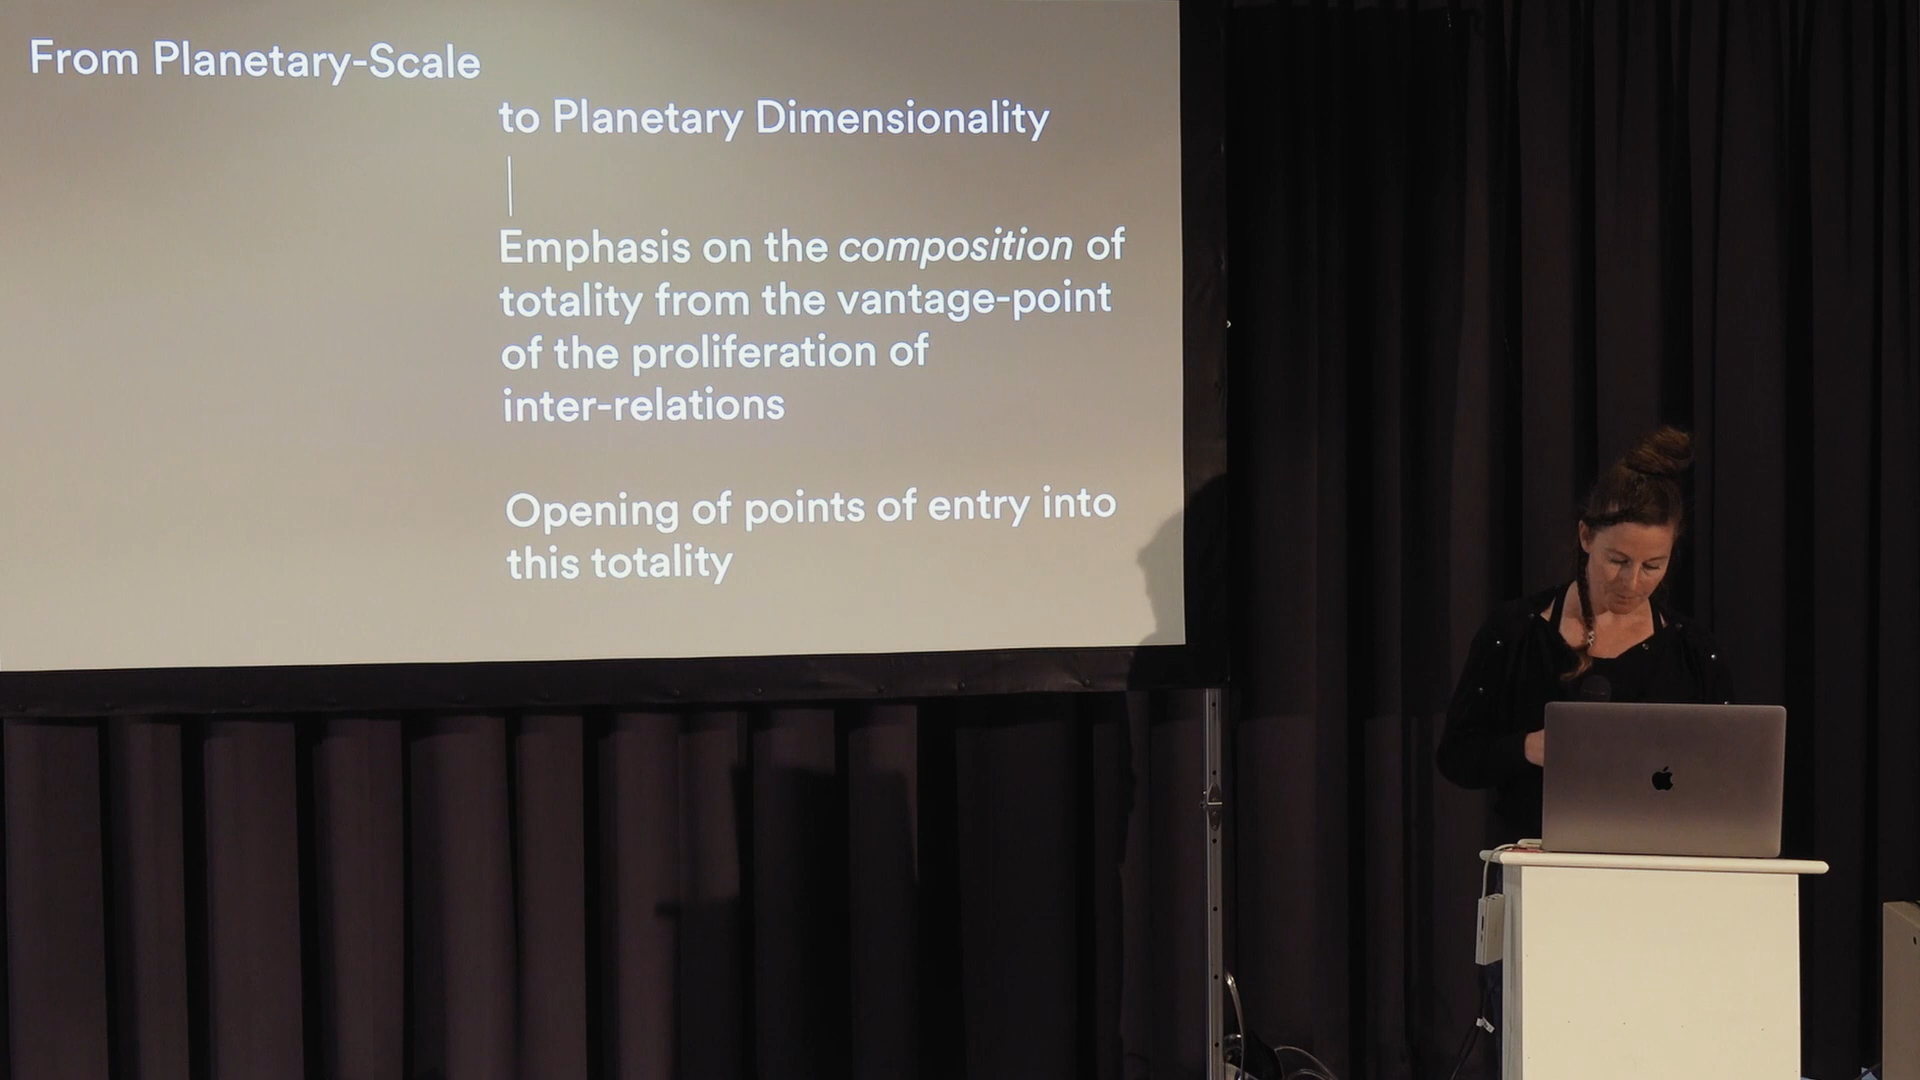 From Planetary-Scale
to Planetary Dimensionality
Emphasis on the composition of
totality from the vantage-point
of the proliferation of
inter-relations
Opening of points of entry into
this totality